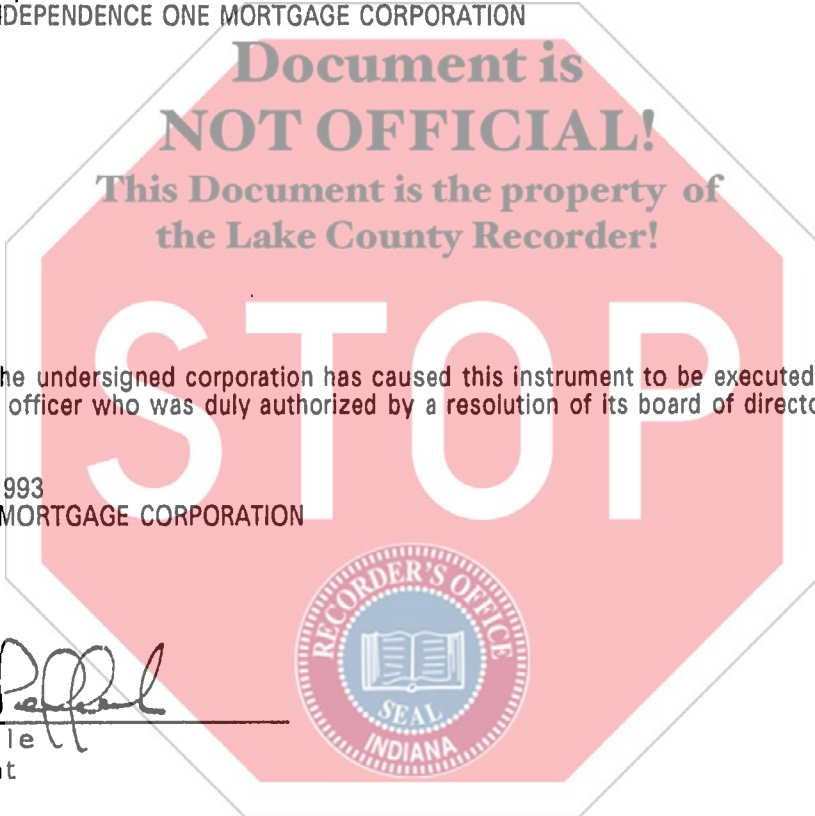 NDEPENDENCE ONE MORTGAGE CORPORATION
Document is
NOT OFFICIAL!
This Document is the property of
the Lake County Recorder!
STOP
he undersigned corporation has caused this instrument to be executed
officer who was duly authorized by a resolution of its board of directo
993
MORTGAGE CORPORATION
RECORDER'S OFFICE
SEAL
INDIANA
le
nt